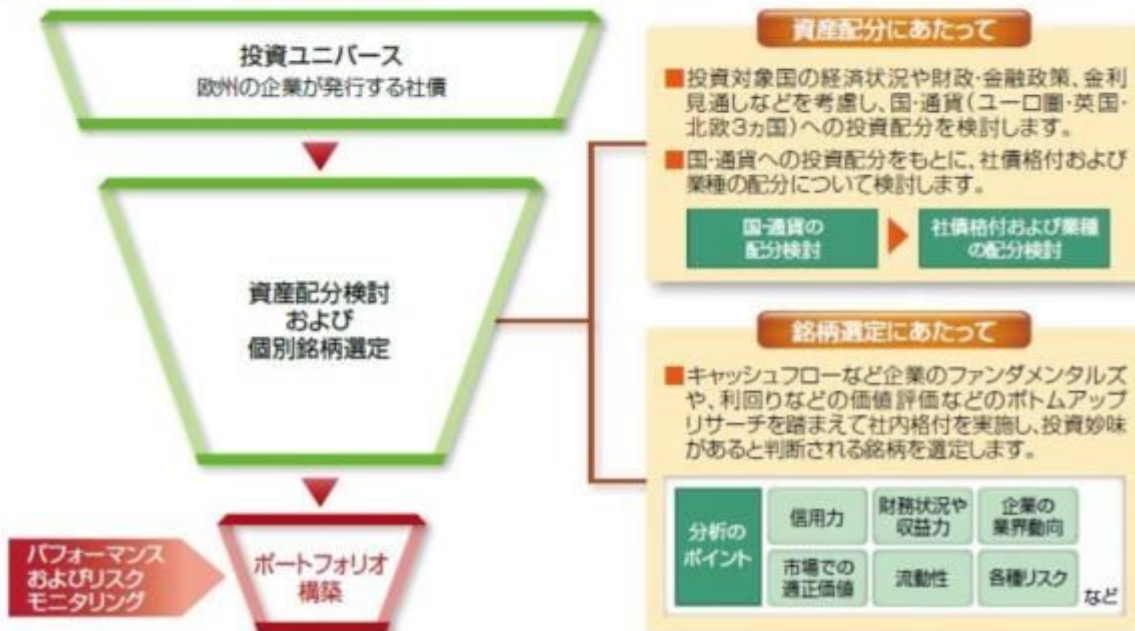 投資ユニバース
欧州の企業が発行する社債
資産配分検討
および
個別銘柄選定
パフォーマンス
およびリスク
モニタリング
ポートフォリオ
構築
資産配分にあたって
■投資対象国の経済状況や財政・金融政策、金利
見通しなどを考慮し、国・通貨(ユーロ圏・英国・
北欧3ヵ国)への投資配分を検討します。
■国・通貨への投資配分をもとに、社債格付および
業種の配分について検討します。
国・通貨の
配分検討
社債格付および業種
の配分検討
銘柄選定にあたって
■キャッシュフローなど企業のファンダメンタルズ
や、利回りなどの価値評価などのボトムアップ
リサーチを踏まえて社内格付を実施し、投資妙味
があると判断される銘柄を選定します。
分析の
ポイント
信用力
財務状況や
収益力
企業の
業界動向
市場での
適正価値
流動性
各種リスク
など